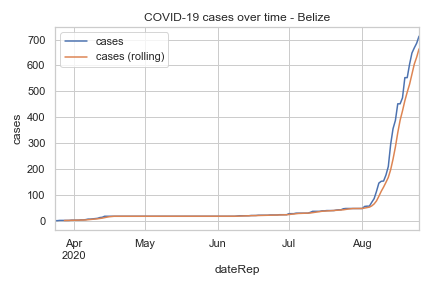 COVID-19 cases over time - Belize
cases
cases (rolling)
700
600
500
400
300
200
100
0
cases
Apr May Jun Jul Aug
2020
dateRep